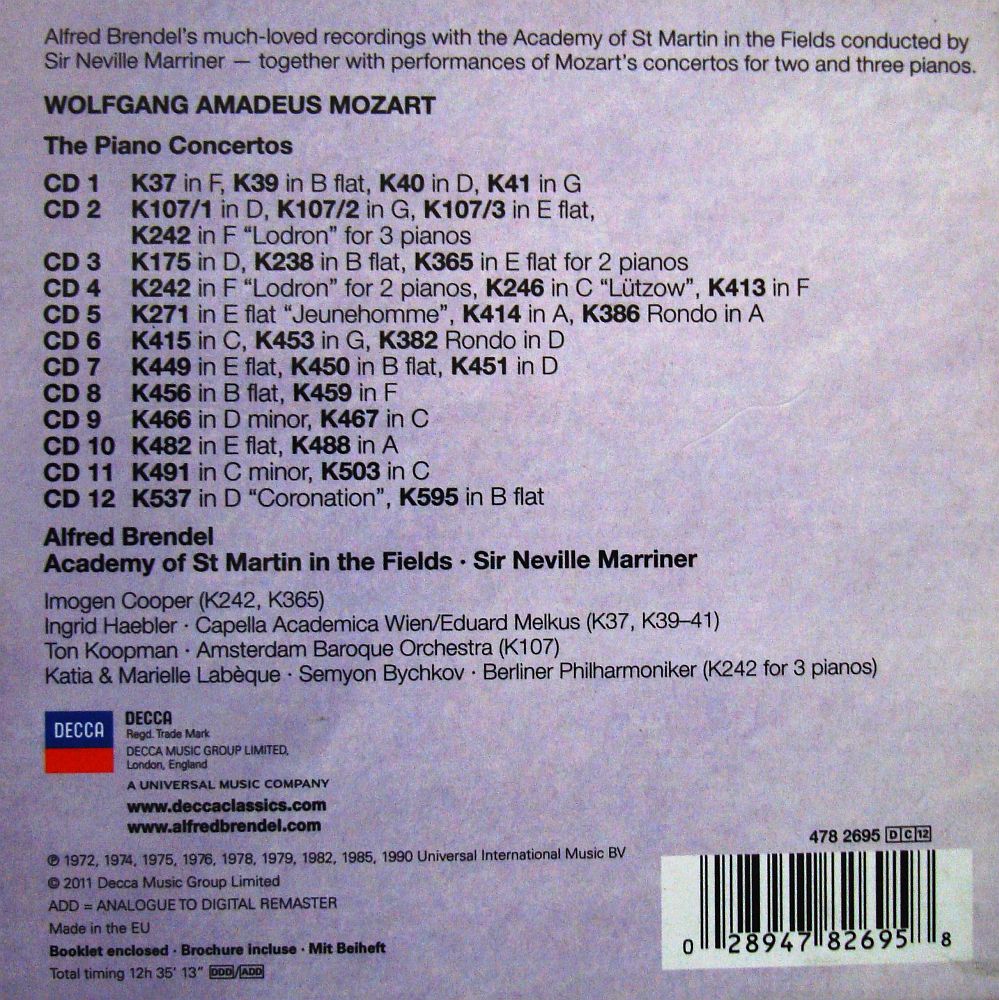 Alfred Brendel's much-loved recordings with the Academy of St Martin in the Fields conducted by
Sir Neville Marriner — together with performances of Mozart's concertos for two and three pianos.
WOLFGANG AMADEUS MOZART
The Piano Concertos
CD 1 K37 in F, K39 in B flat, K40 in D, K41 in G
CD 2 K107/1 in D, K107/2 in G, K107/3 in E flat,
K242 in F “Lodron” for 3 pianos
CD 3 K175 in D, K238 in B flat, K365 in E flat for 2 pianos
CD 4 K242 in F “Lodron” for 2 pianos, K246 in C “Lützow”, K413 in F
CD 5 K271 in E flat “Jeunehomme”, K414 in A, K386 Rondo in A
CD 6 K415 in C, K453 in G, K382 Rondo in D
CD 7 K449 in E flat, K450 in B flat, K451 in D
CD 8 K456 in B flat, K459 in F
CD 9 K466 in D minor, K467 in C
CD 10 K482 in E flat, K488 in A
CD 11 K491 in C minor, K503 in C
CD 12 K537 in D “Coronation”, K595 in B flat
Alfred Brendel
Academy of St Martin in the Fields · Sir Neville Marriner
Imogen Cooper (K242, K365)
Ingrid Haebler · Capella Academica Wien/Eduard Melkus (K37, K39–41)
Ton Koopman · Amsterdam Baroque Orchestra (K107)
Katia & Marielle Labèque · Semyon Bychkov · Berliner Philharmoniker (K242 for 3 pianos)
DECCA
DECCA
Regd. Trade Mark
DECCA MUSIC GROUP LIMITED,
London, England
A UNIVERSAL MUSIC COMPANY
www.deccaclassics.com
www.alfredbrendel.com
478 2695 D C 12
℗ 1972, 1974, 1975, 1976, 1978, 1979, 1982, 1985, 1990 Universal International Music BV
© 2011 Decca Music Group Limited
ADD = ANALOGUE TO DIGITAL REMASTER
Made in the EU
Booklet enclosed · Brochure incluse · Mit Beiheft
Total timing 12h 35' 13” DDD/ADD
0 28947 82695 8